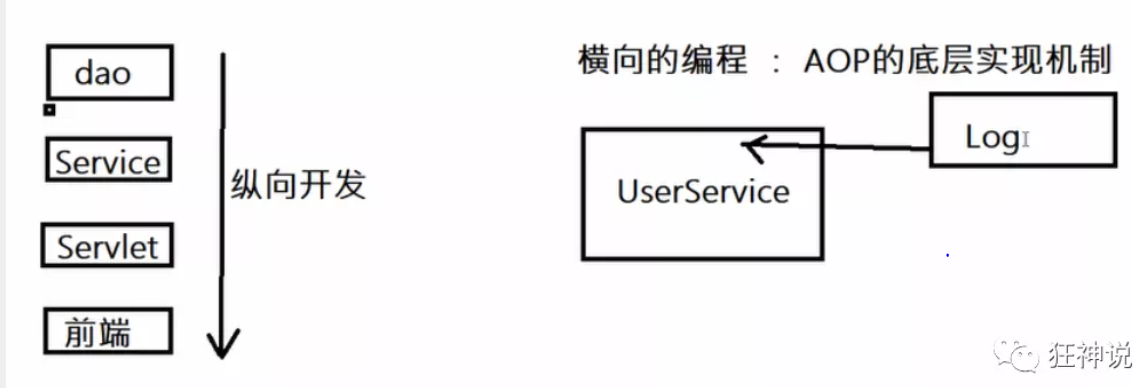 dao
Service
Servlet
前端
纵向开发
横向的编程 : AOP的底层实现机制
Log
UserService
狂神说